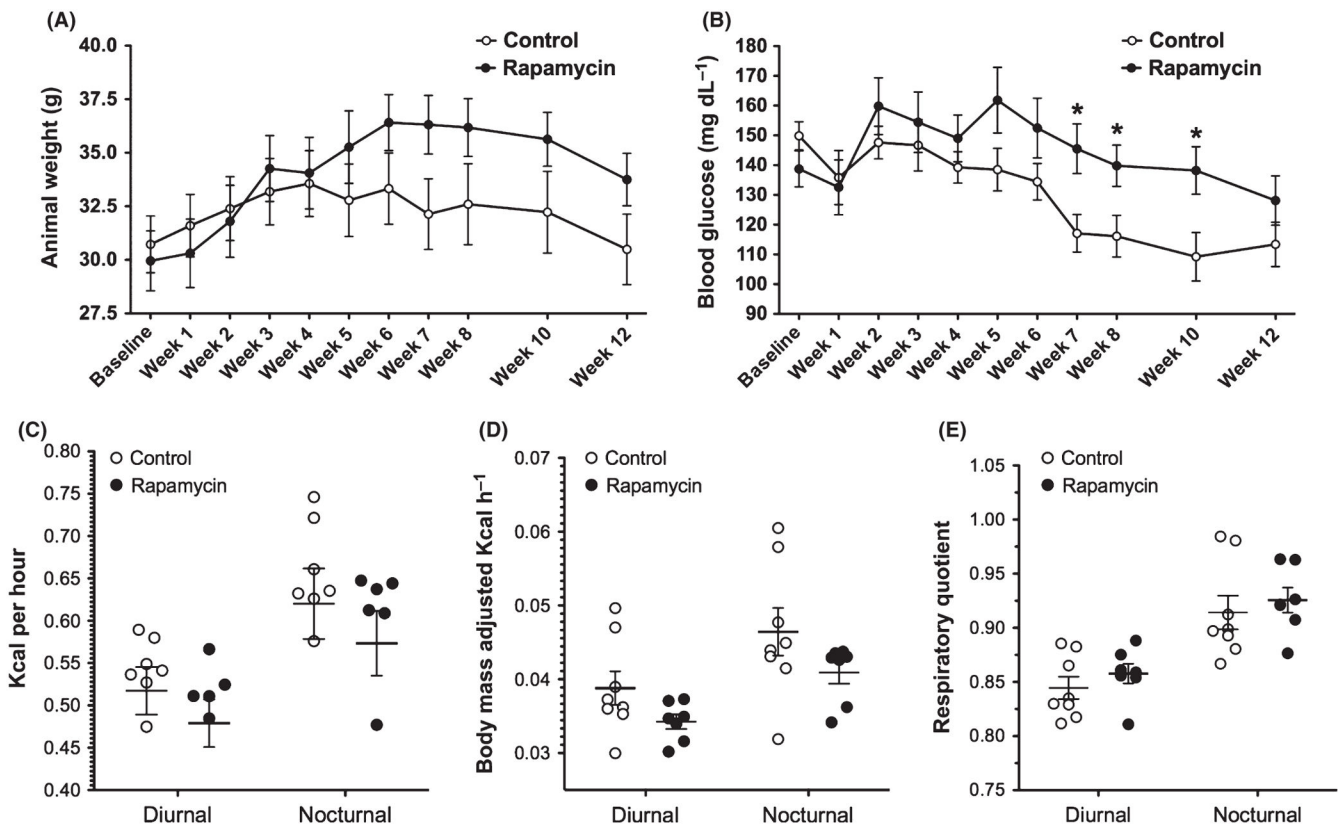 (A)
Control
Rapamycin
Animal weight (g)
40.0
37.5
35.0
32.5
30.0
27.5
Baseline
Week 1
Week 2
Week 3
Week 4
Week 5
Week 6
Week 7
Week 8
Week 10
Week 12
(B)
Control
Rapamycin
Blood glucose (mg dL⁻¹)
180
170
160
150
140
130
120
110
100
90
*
*
*
Baseline
Week 1
Week 2
Week 3
Week 4
Week 5
Week 6
Week 7
Week 8
Week 10
Week 12
(C)
Control
Rapamycin
Kcal per hour
0.80
0.75
0.70
0.65
0.60
0.55
0.50
0.45
0.40
Diurnal
Nocturnal
(D)
Control
Rapamycin
Body mass adjusted Kcal h⁻¹
0.07
0.06
0.05
0.04
0.03
Diurnal
Nocturnal
(E)
Control
Rapamycin
Respiratory quotient
1.05
1.00
0.95
0.90
0.85
0.80
0.75
Diurnal
Nocturnal